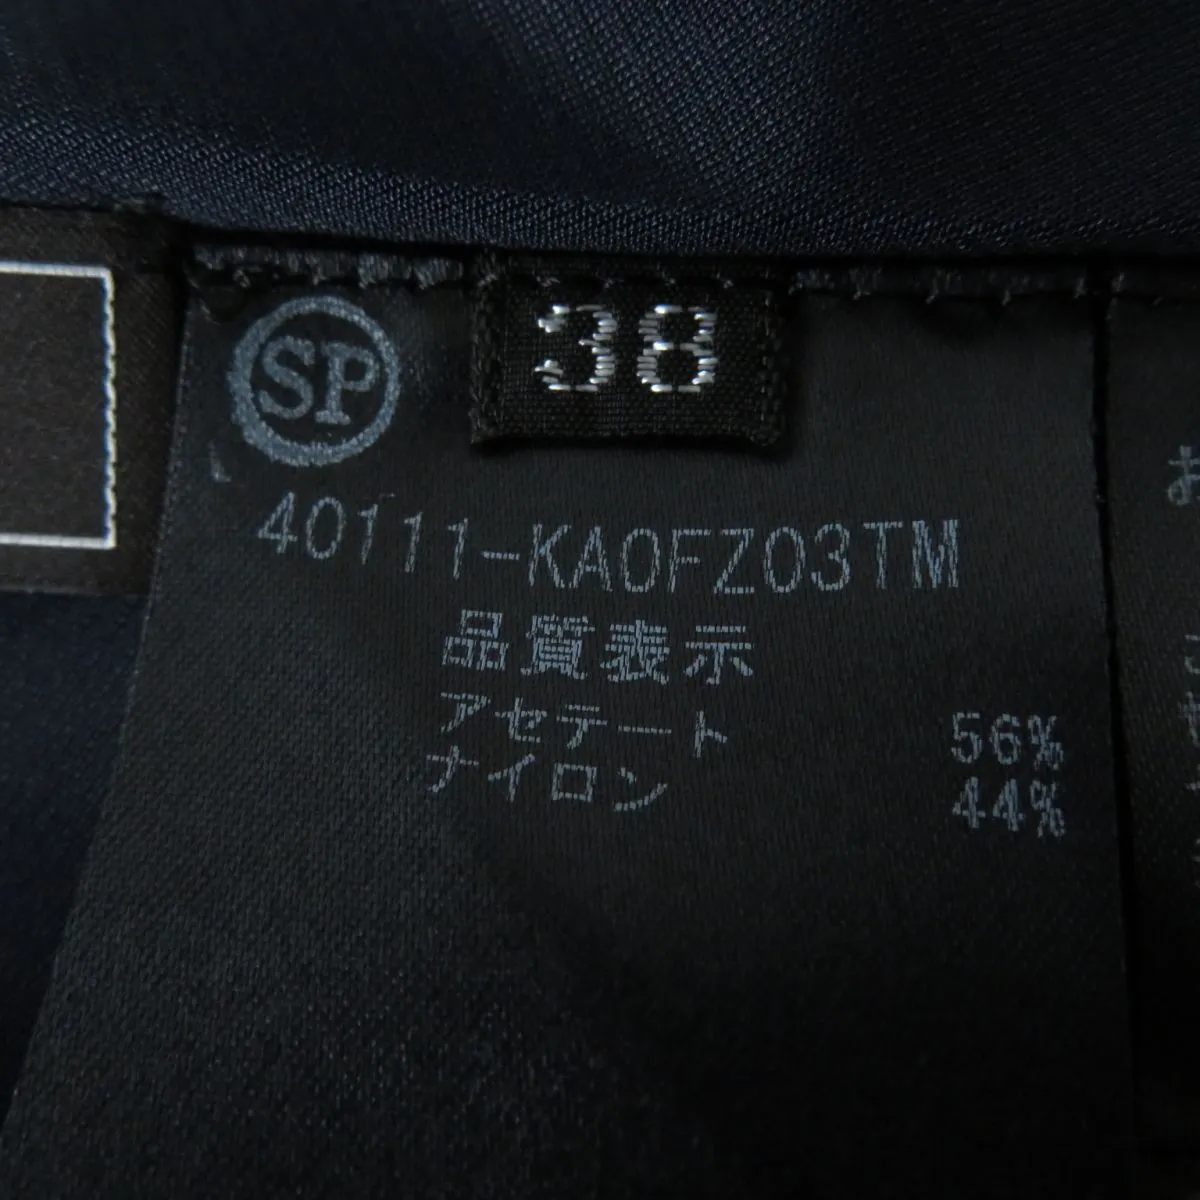 SP
38
40111-KA0FZ03TM
品質表示
アセテート 56%
ナイロン 44%
お